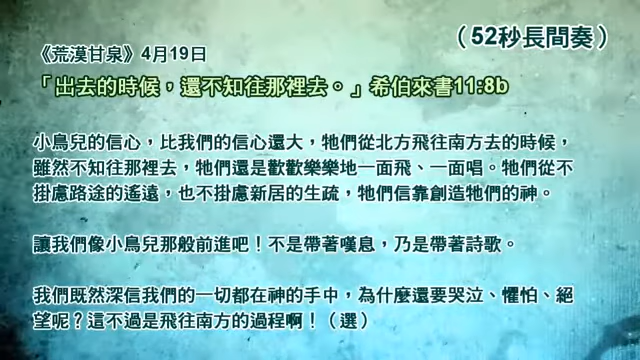 （52秒長間奏）
《荒漠甘泉》4月19日
「出去的時候，還不知往那裡去。」希伯來書11:8b
小鳥兒的信心，比我們的信心還大，牠們從北方飛往南方去的時候，
雖然不知往那裡去，牠們還是歡歡樂樂地一面飛、一面唱。牠們從不
掛慮路途的遙遠，也不掛慮新居的生疏，牠們信靠創造牠們的神。
讓我們像小鳥兒那般前進吧！不是帶著嘆息，乃是帶著詩歌。
我們既然深信我們的一切都在神的手中，為什麼還要哭泣、懼怕、絕
望呢？這不過是飛往南方的過程啊！（選）